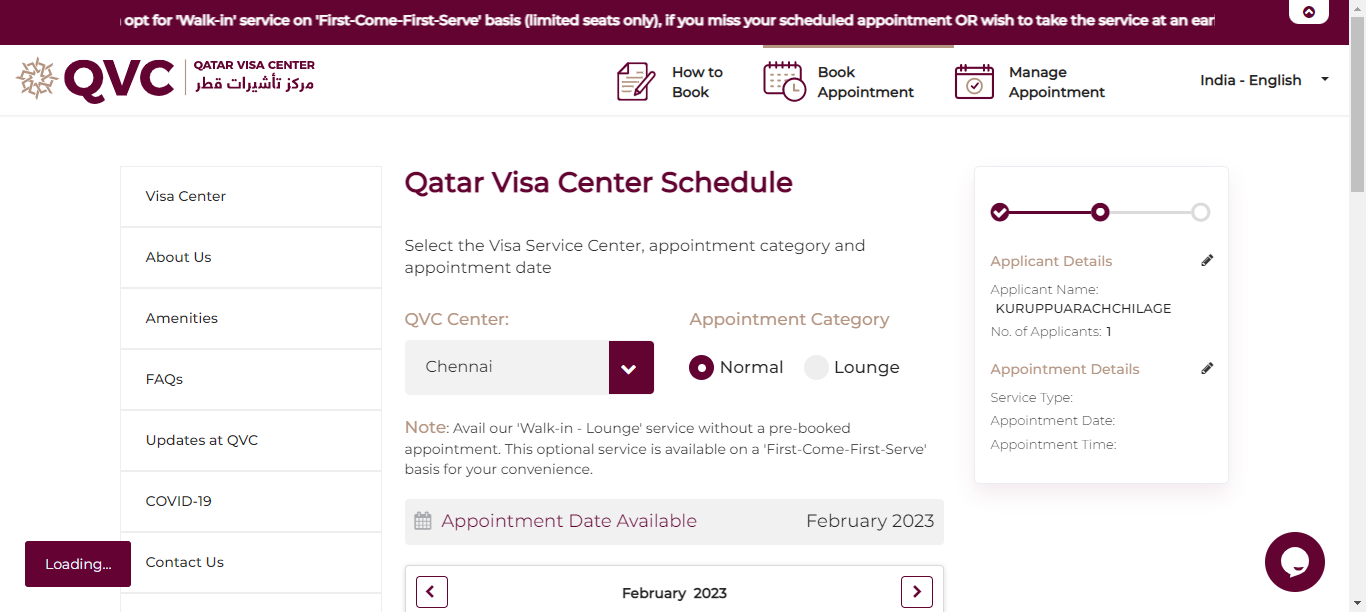 opt for 'Walk-in' service on 'First-Come-First-Serve' basis (limited seats only), if you miss your scheduled appointment OR wish to take the service at an
QVC
QATAR VISA CENTER
مركز تأشيرات قطر
How to
Book
Book
Appointment
Manage
Appointment
India - English
Visa Center
About Us
Amenities
FAQs
Updates at QVC
COVID-19
Contact Us
Loading...
Qatar Visa Center Schedule
Select the Visa Service Center, appointment category and
appointment date
QVC Center:
Appointment Category
Chennai
Normal
Lounge
Note: Avail our 'Walk-in - Lounge' service without a pre-booked
appointment. This optional service is available on a 'First-Come-First-Serve'
basis for your convenience.
Appointment Date Available
February 2023
February 2023
Applicant Details
Applicant Name:
KURUPPUARACHCHILAGE
No. of Applicants: 1
Appointment Details
Service Type:
Appointment Date:
Appointment Time: